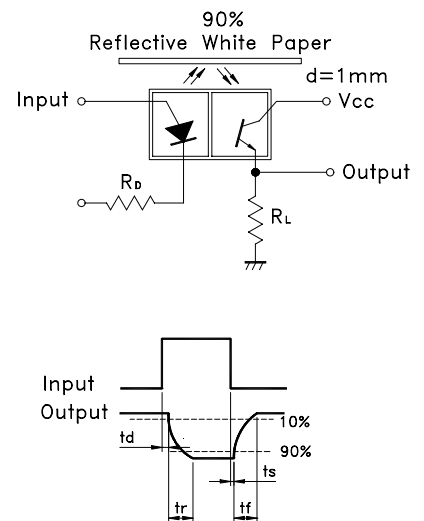 90%
Reflective White Paper
d=1mm
Input
Vcc
Output
RD
RL
Input
Output
10%
td
90%
ts
tr
tf